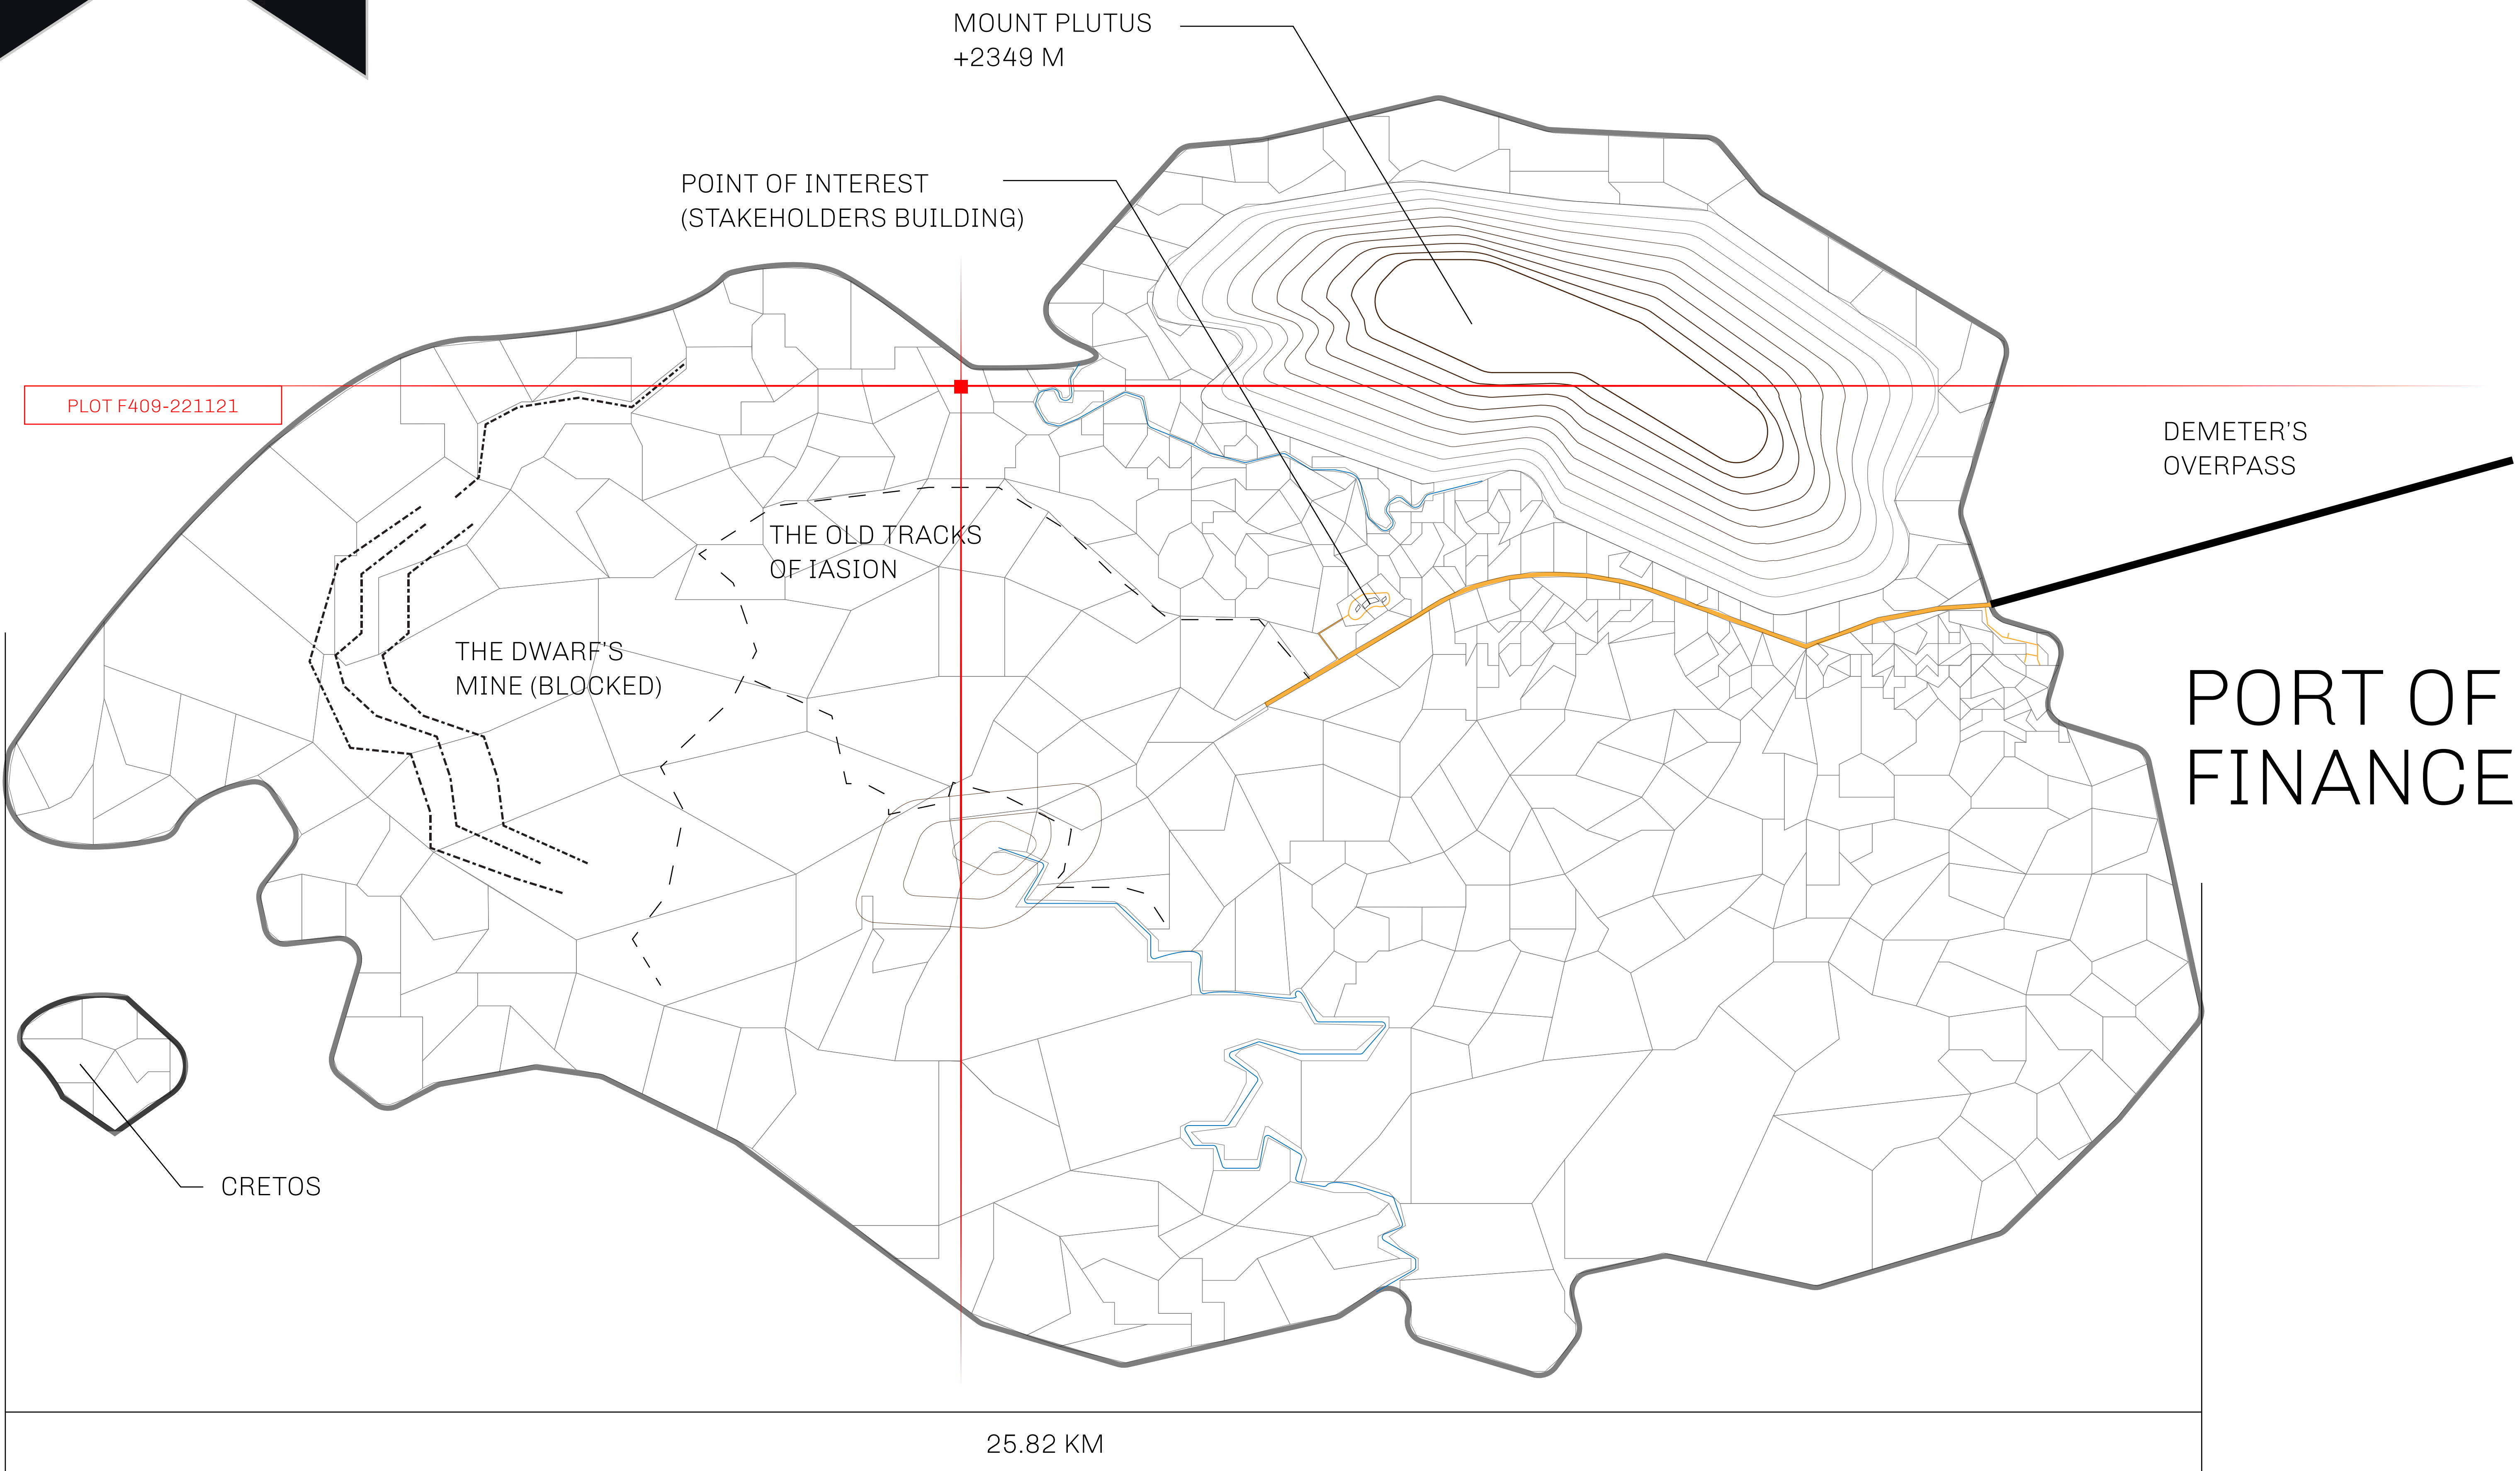 MOUNT PLUTUS
+2349 M
POINT OF INTEREST
(STAKEHOLDERS BUILDING)
PLOT F409-221121
DEMETER'S
OVERPASS
THE OLD TRACKS
OF IASION
THE DWARF'S
MINE (BLOCKED)
PORT OF
FINANCE
CRETOS
25.82 KM